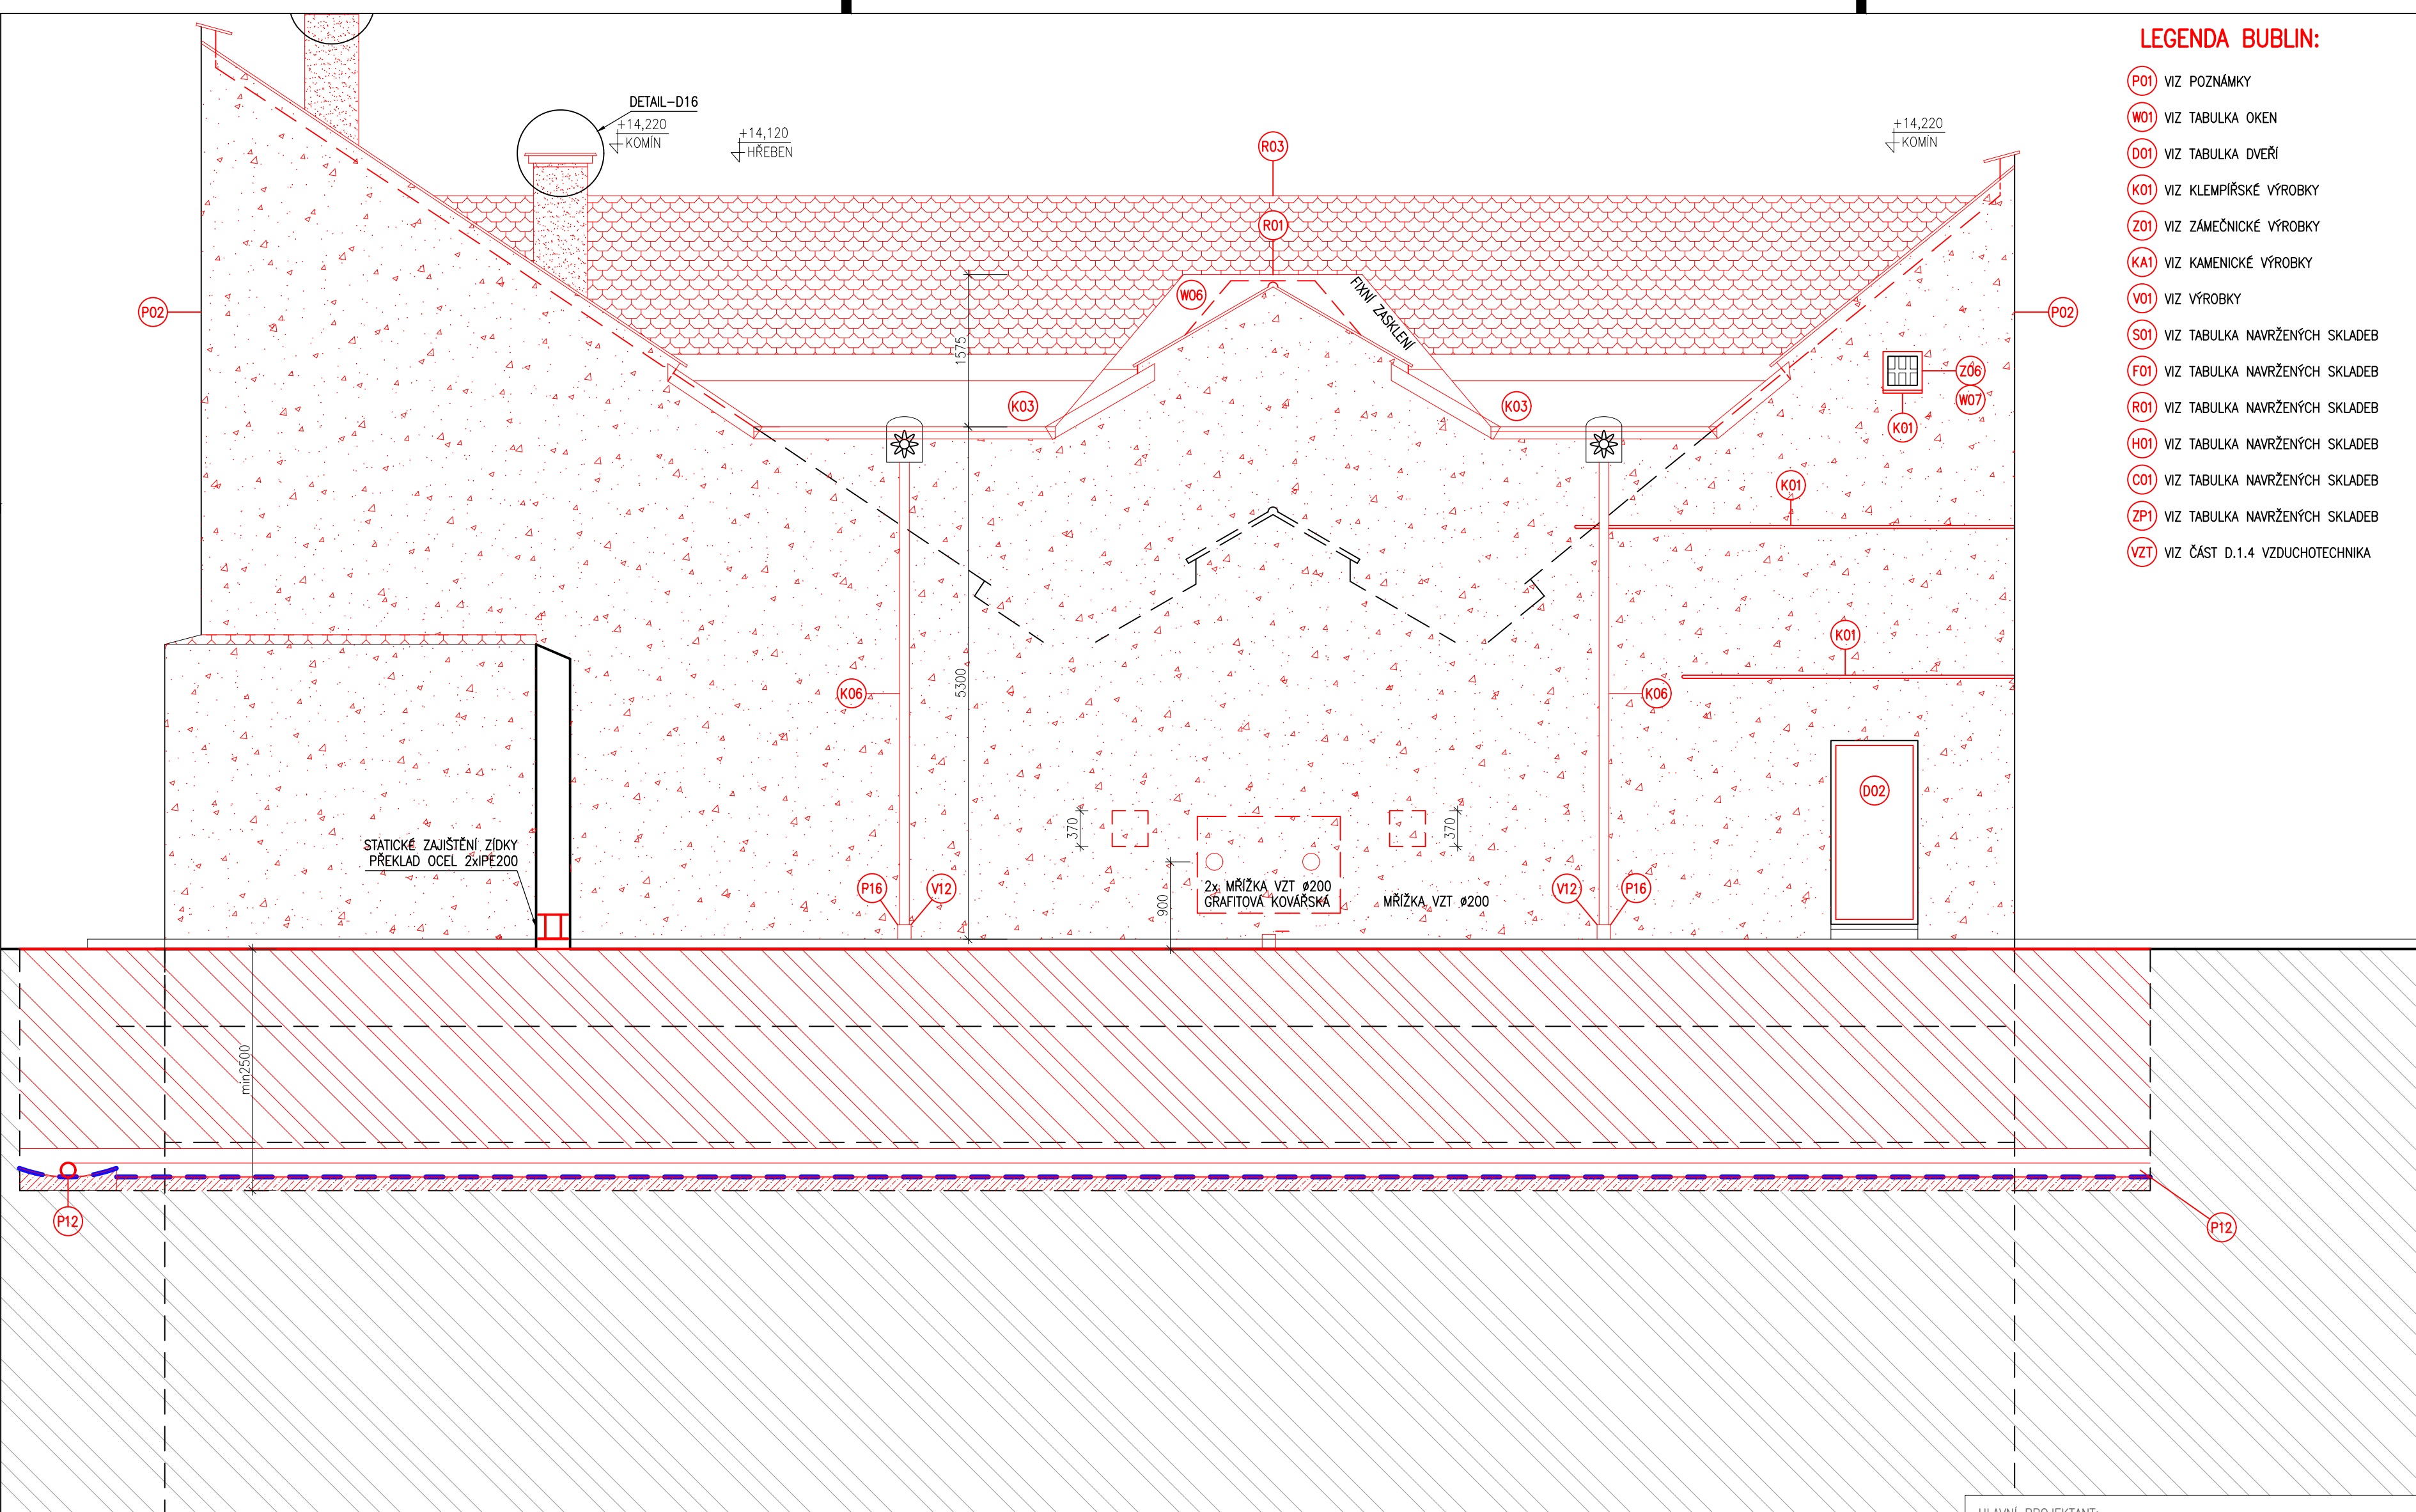 LEGENDA BUBLIN:
P01 VIZ POZNÁMKY
W01 VIZ TABULKA OKEN
D01 VIZ TABULKA DVEŘÍ
K01 VIZ KLEMPÍŘSKÉ VÝROBKY
Z01 VIZ ZÁMEČNICKÉ VÝROBKY
KA1 VIZ KAMENICKÉ VÝROBKY
V01 VIZ VÝROBKY
S01 VIZ TABULKA NAVRŽENÝCH SKLADEB
F01 VIZ TABULKA NAVRŽENÝCH SKLADEB
R01 VIZ TABULKA NAVRŽENÝCH SKLADEB
H01 VIZ TABULKA NAVRŽENÝCH SKLADEB
C01 VIZ TABULKA NAVRŽENÝCH SKLADEB
ZP1 VIZ TABULKA NAVRŽENÝCH SKLADEB
VZT VIZ ČÁST D.1.4 VZDUCHOTECHNIKA
DETAIL-D16
+14,220
KOMÍN
+14,120
HŘEBEN
+14,220
KOMÍN
R03
R01
W06
FIXNÍ ZASKLENÍ
P02
P02
1575
K03
K03
Z06
W07
K01
K01
K01
5300
K06
K06
D02
370
370
STATICKÉ ZAJIŠTĚNÍ ZÍDKY
PŘEKLAD OCEL 2xIPE200
P16
V12
900
2x MŘÍŽKA VZT ø200
GRAFITOVÁ KOVÁŘSKÁ
MŘÍŽKA VZT ø200
V12
P16
min2500
P12
P12
HLAVNÍ PROJEKTANT: